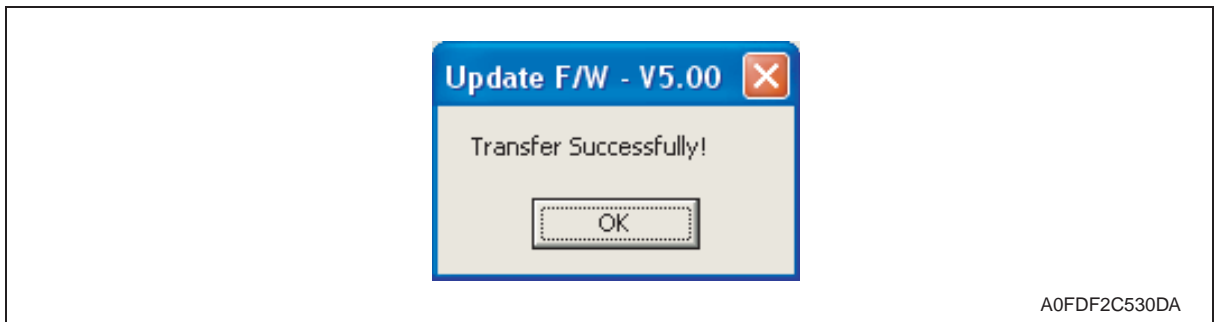 Update F/W - V5.00
Transfer Successfully!
OK
A0FDF2C530DA